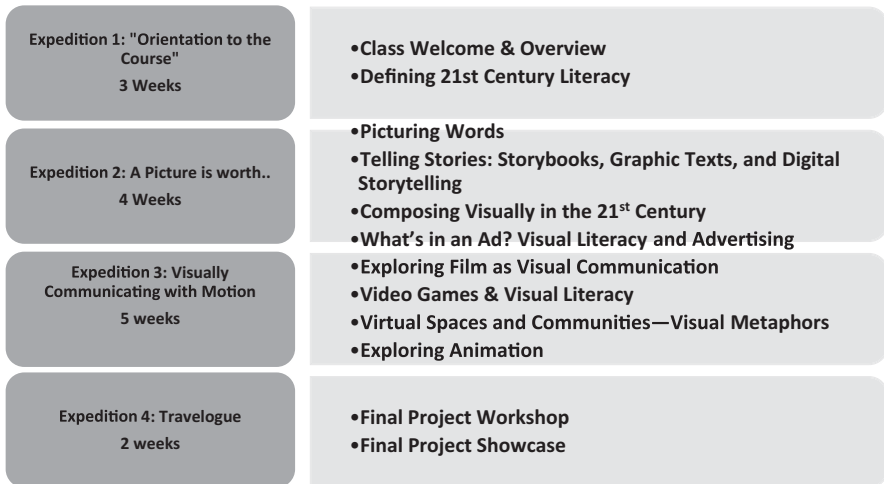 Expedition 1: "Orientation to the
Course"
3 Weeks
•Class Welcome & Overview
•Defining 21st Century Literacy
Expedition 2: A Picture is worth..
4 Weeks
•Picturing Words
•Telling Stories: Storybooks, Graphic Texts, and Digital
Storytelling
•Composing Visually in the 21st Century
•What's in an Ad? Visual Literacy and Advertising
Expedition 3: Visually
Communicating with Motion
5 weeks
•Exploring Film as Visual Communication
•Video Games & Visual Literacy
•Virtual Spaces and Communities—Visual Metaphors
•Exploring Animation
Expedition 4: Travelogue
2 weeks
•Final Project Workshop
•Final Project Showcase